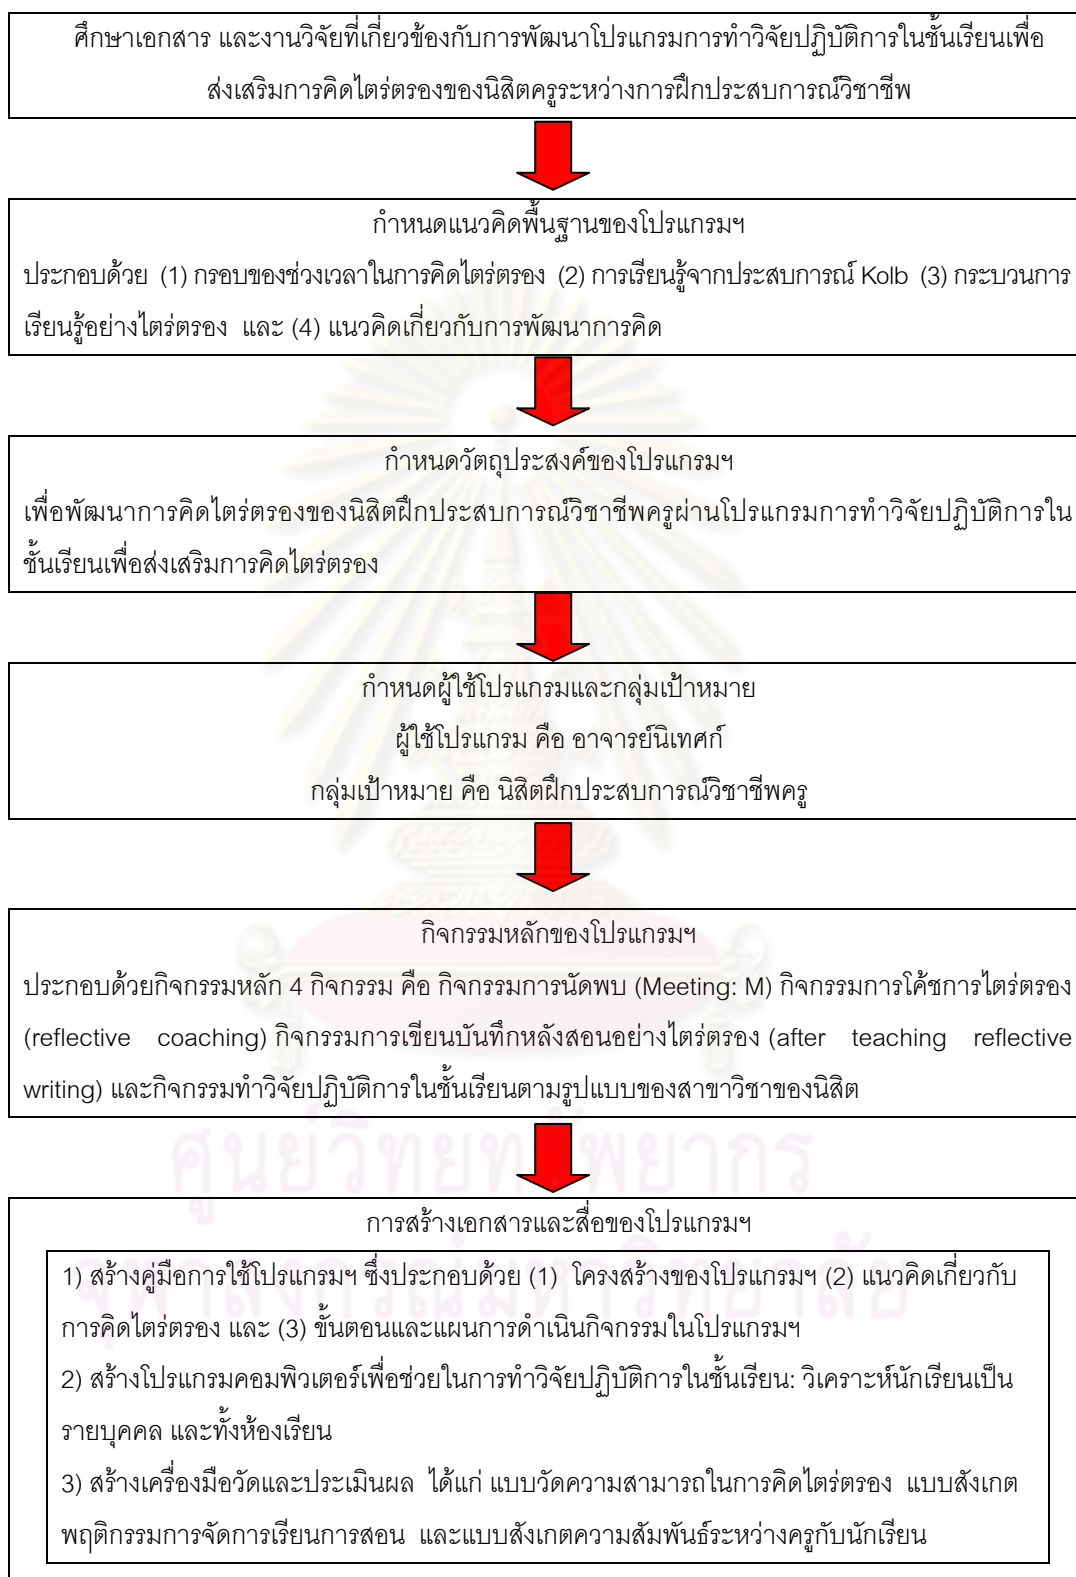 ศึกษาเอกสาร และงานวิจัยที่เกี่ยวข้องกับการพัฒนาโปรแกรมการทำวิจัยปฏิบัติการในชั้นเรียนเพื่อ
ส่งเสริมการคิดไตร่ตรองของนิสิตครูระหว่างการฝึกประสบการณ์วิชาชีพ
กำหนดแนวคิดพื้นฐานของโปรแกรมฯ
ประกอบด้วย (1) กรอบของช่วงเวลาในการคิดไตร่ตรอง (2) การเรียนรู้จากประสบการณ์ Kolb (3) กระบวนการ
เรียนรู้อย่างไตร่ตรอง และ (4) แนวคิดเกี่ยวกับการพัฒนาการคิด
กำหนดวัตถุประสงค์ของโปรแกรมฯ
เพื่อพัฒนาการคิดไตร่ตรองของนิสิตฝึกประสบการณ์วิชาชีพครูผ่านโปรแกรมการทำวิจัยปฏิบัติการใน
ชั้นเรียนเพื่อส่งเสริมการคิดไตร่ตรอง
กำหนดผู้ใช้โปรแกรมและกลุ่มเป้าหมาย
ผู้ใช้โปรแกรม คือ อาจารย์นิเทศก์
กลุ่มเป้าหมาย คือ นิสิตฝึกประสบการณ์วิชาชีพครู
กิจกรรมหลักของโปรแกรมฯ
ประกอบด้วยกิจกรรมหลัก 4 กิจกรรม คือ กิจกรรมการนัดพบ (Meeting: M) กิจกรรมการโค้ชการไตร่ตรอง
(reflective coaching) กิจกรรมการเขียนบันทึกหลังสอนอย่างไตร่ตรอง (after teaching reflective
writing) และกิจกรรมทำวิจัยปฏิบัติการในชั้นเรียนตามรูปแบบของสาขาวิชาของนิสิต
ศูนย์วิทยทรัพยากร
การสร้างเอกสารและสื่อของโปรแกรมฯ
จุฬาลงกรณ์มหาวิทยาลัย
1) สร้างคู่มือการใช้โปรแกรมฯ ซึ่งประกอบด้วย (1) โครงสร้างของโปรแกรมฯ (2) แนวคิดเกี่ยวกับ
การคิดไตร่ตรอง และ (3) ขั้นตอนและแผนการดำเนินกิจกรรมในโปรแกรมฯ
2) สร้างโปรแกรมคอมพิวเตอร์เพื่อช่วยในการทำวิจัยปฏิบัติการในชั้นเรียน: วิเคราะห์นักเรียนเป็น
รายบุคคล และทั้งห้องเรียน
3) สร้างเครื่องมือวัดและประเมินผล ได้แก่ แบบวัดความสามารถในการคิดไตร่ตรอง แบบสังเกต
พฤติกรรมการจัดการเรียนการสอน และแบบสังเกตความสัมพันธ์ระหว่างครูกับนักเรียน